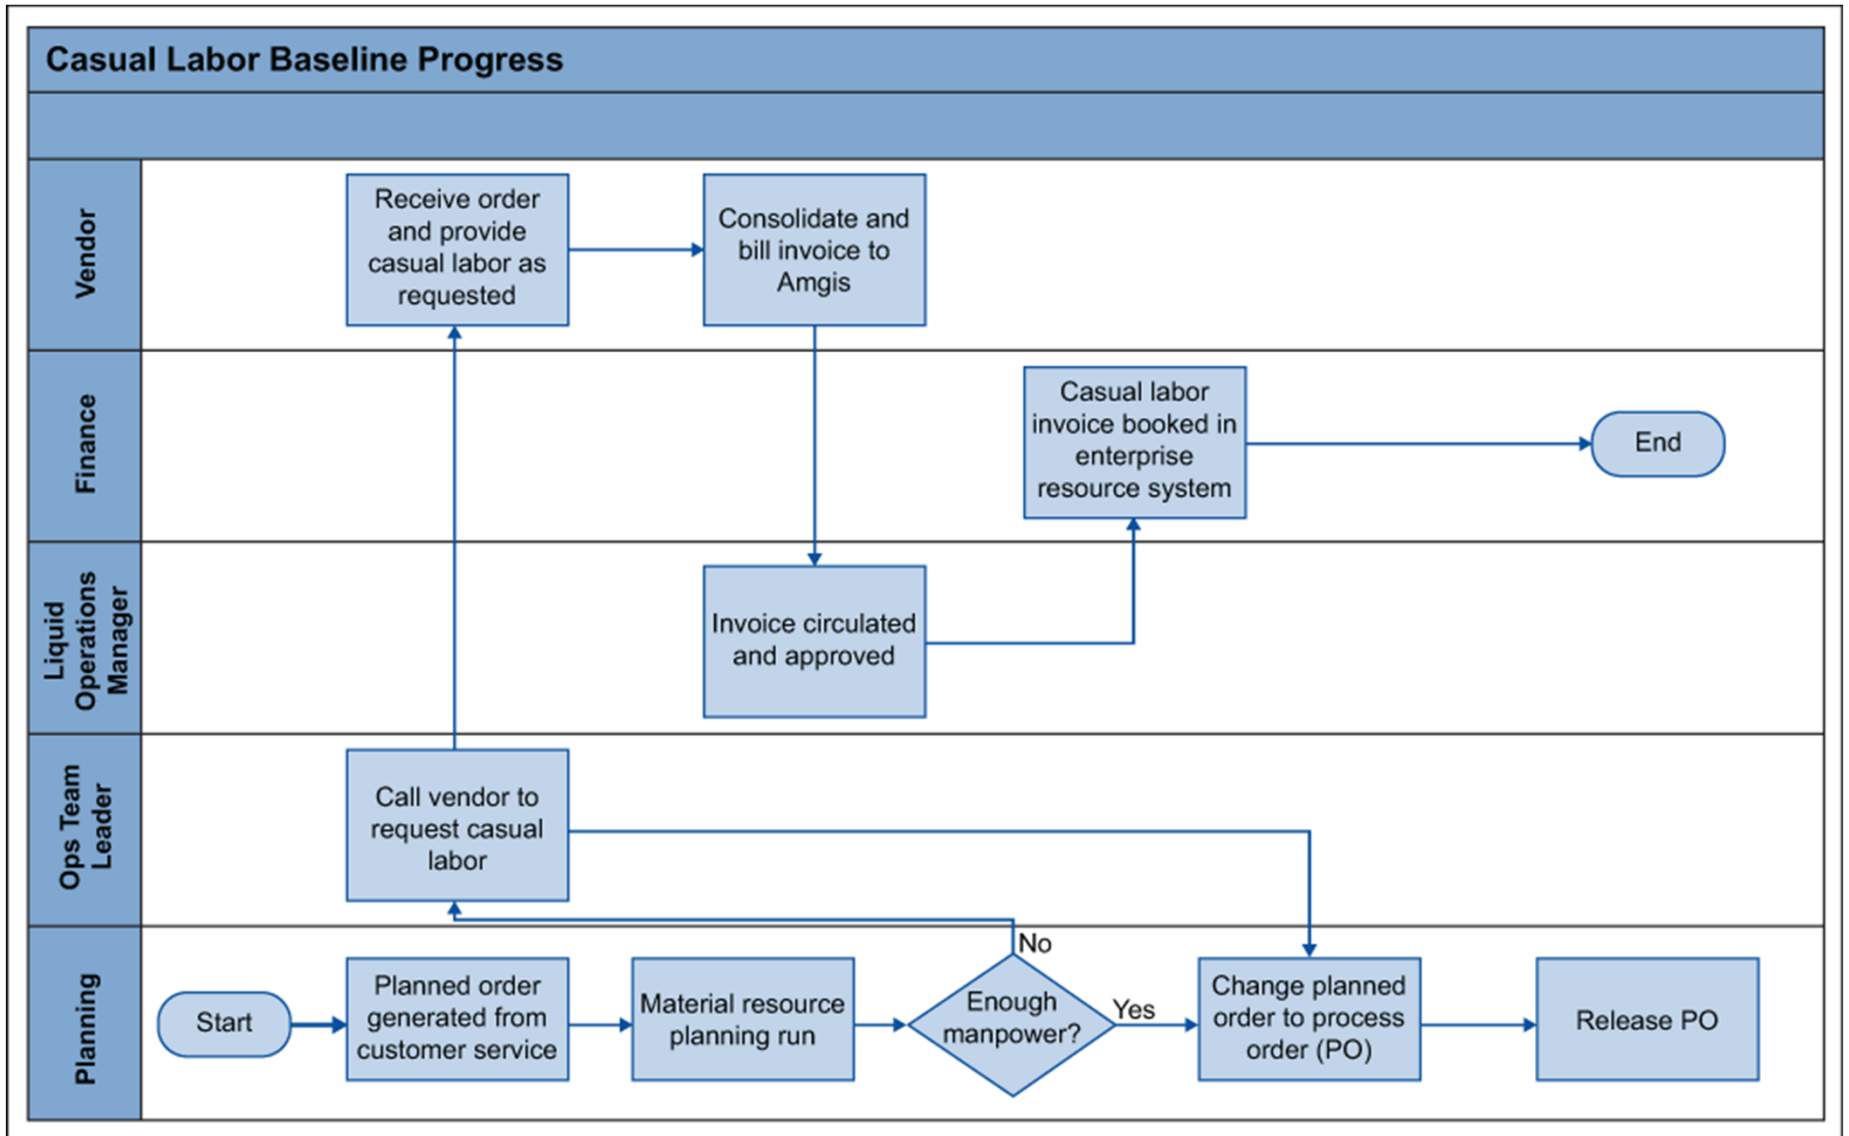 Casual Labor Baseline Progress
Vendor
Receive order
and provide
casual labor as
requested
Consolidate and
bill invoice to
Amgis
Finance
Casual labor
invoice booked in
enterprise
resource system
End
Liquid
Operations
Manager
Invoice circulated
and approved
Ops Team
Leader
Call vendor to
request casual
labor
Planning
Start
Planned order
generated from
customer service
Material resource
planning run
Enough
manpower?
No
Yes
Change planned
order to process
order (PO)
Release PO